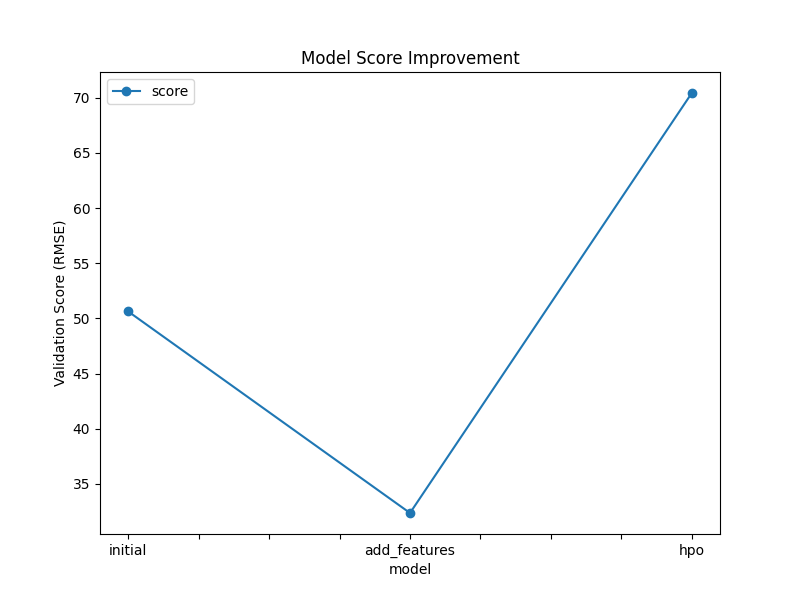 Model Score Improvement
score
Validation Score (RMSE)
70
65
60
55
50
45
40
35
initial
add_features
hpo
model